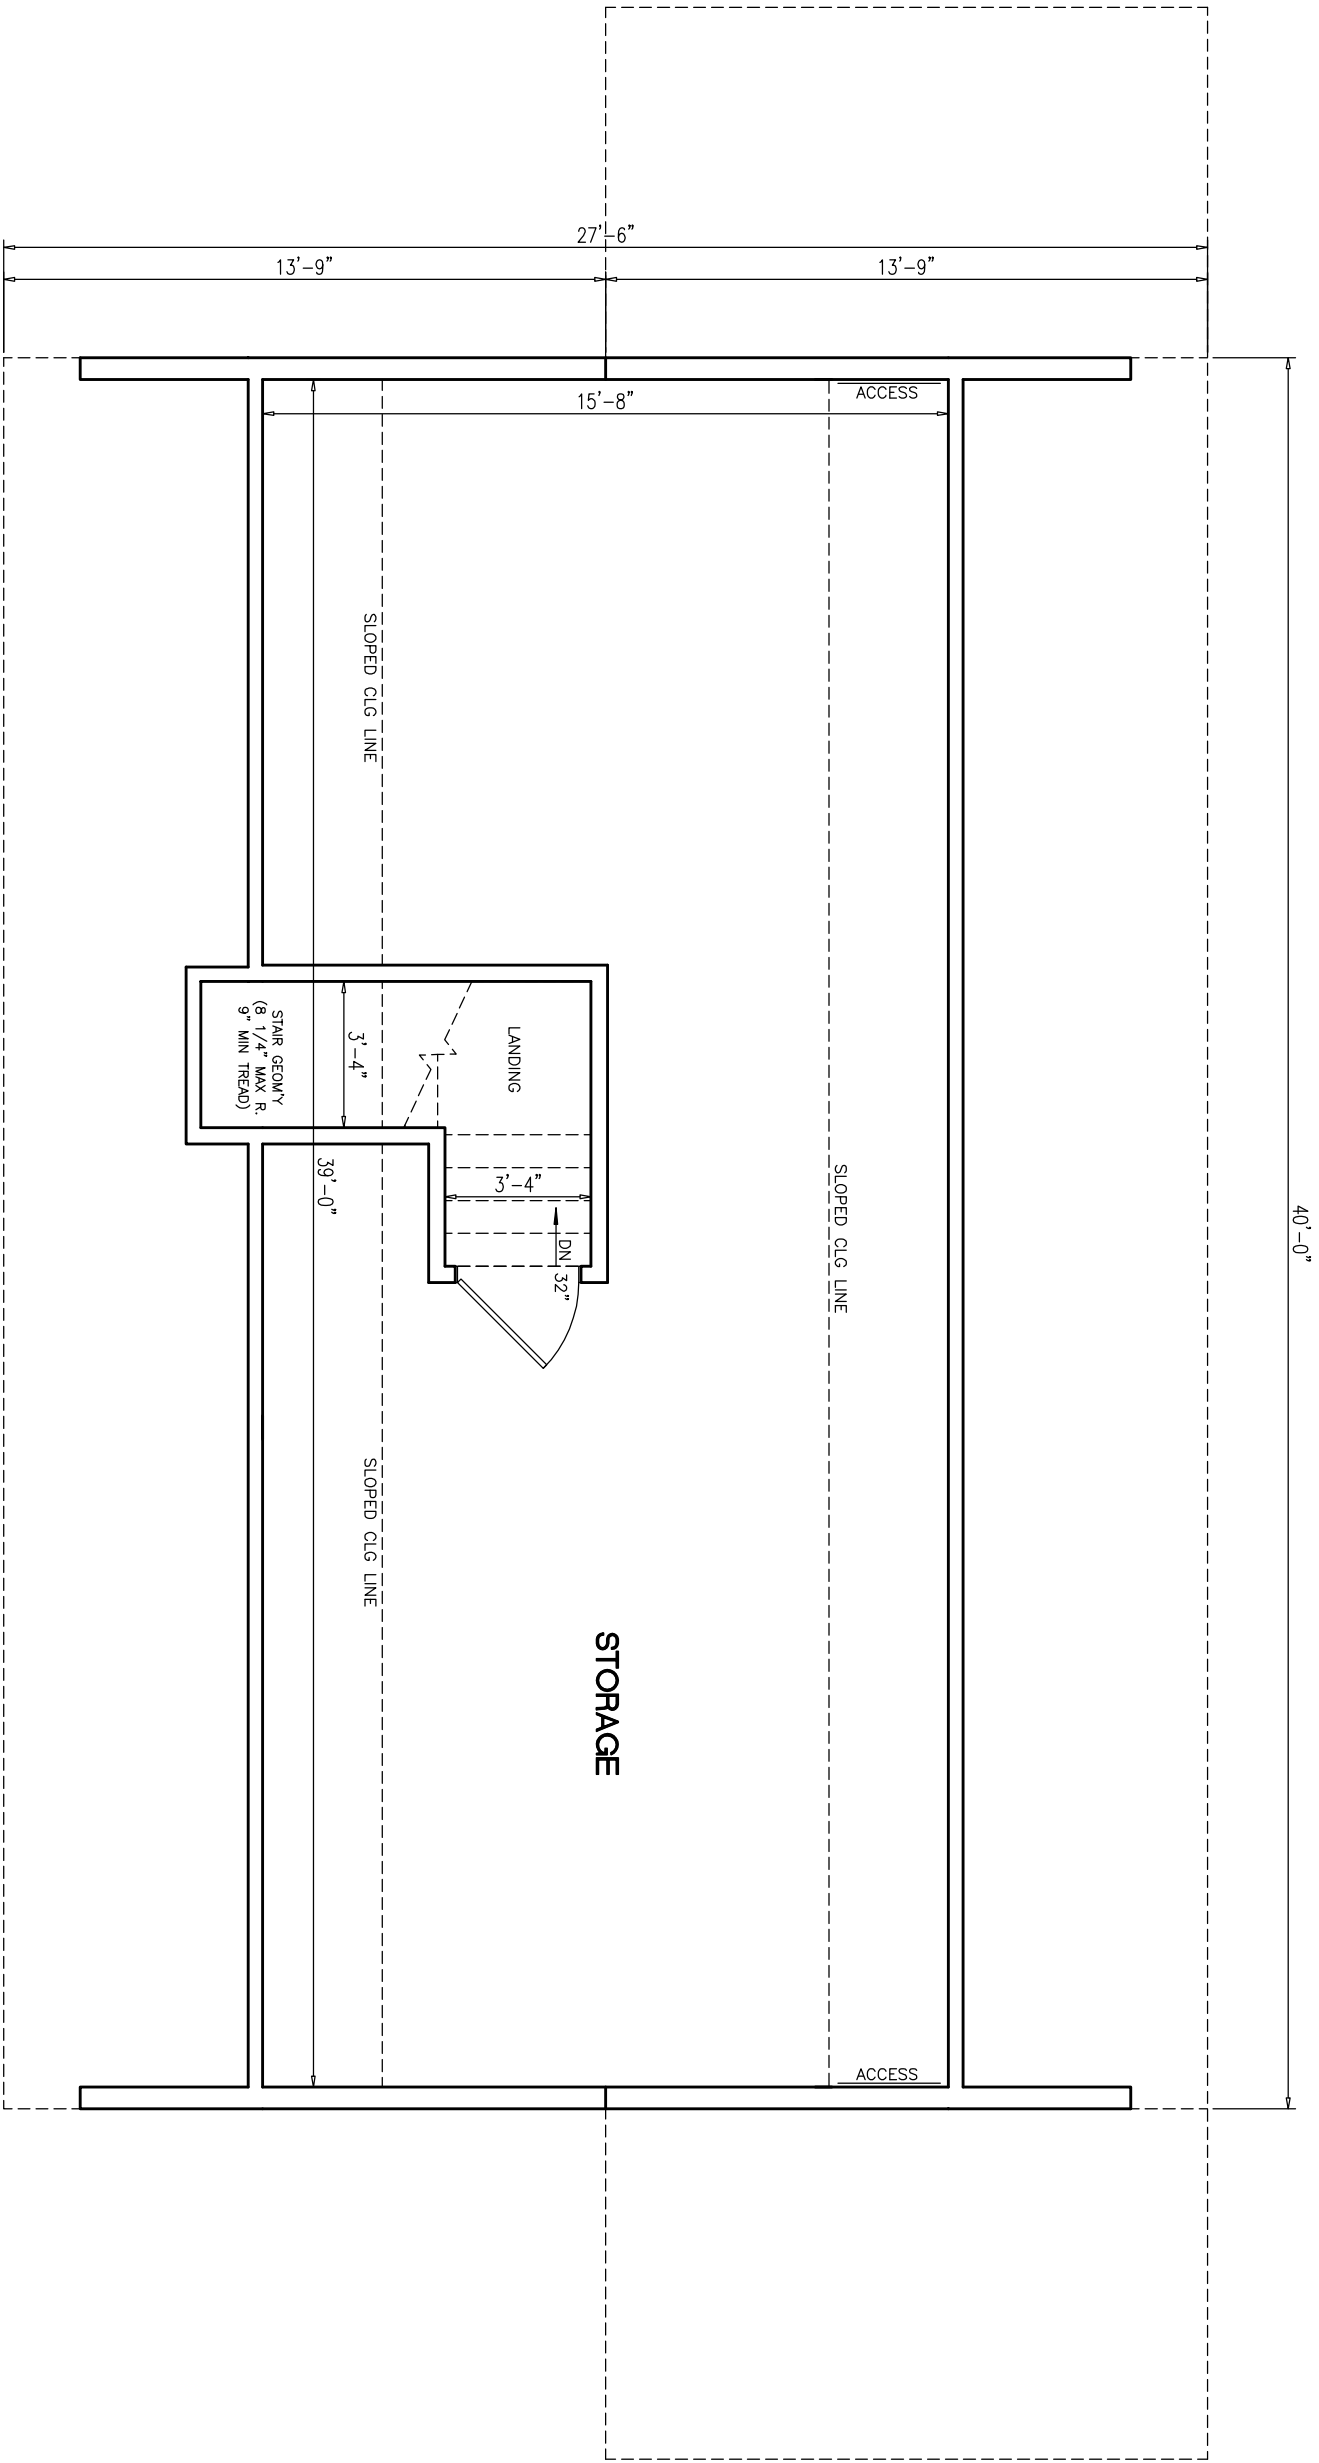 27'-6"
13'-9"
13'-9"
ACCESS
15'-8"
40'-0"
SLOPED CLG LINE
SLOPED CLG LINE
SLOPED CLG LINE
LANDING
3'-4"
STAIR GEOM'Y
(8 1/4" MAX R.
9" MIN TREAD)
3'-4"
DN
32"
39'-0"
STORAGE
ACCESS